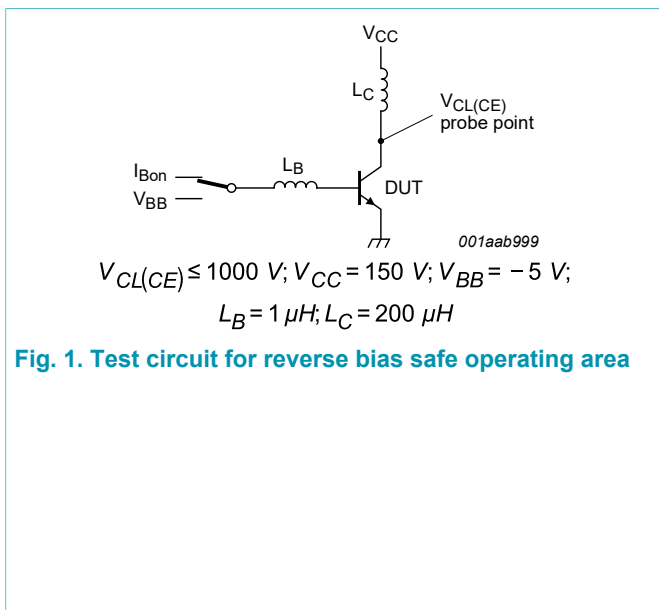 VCC
LC
VCL(CE)
probe point
LB
IBon
VBB
DUT
001aab999
VCL(CE) ≤ 1000 V; VCC = 150 V; VBB = − 5 V;
LB = 1 μH; LC = 200 μH
Fig. 1. Test circuit for reverse bias safe operating area